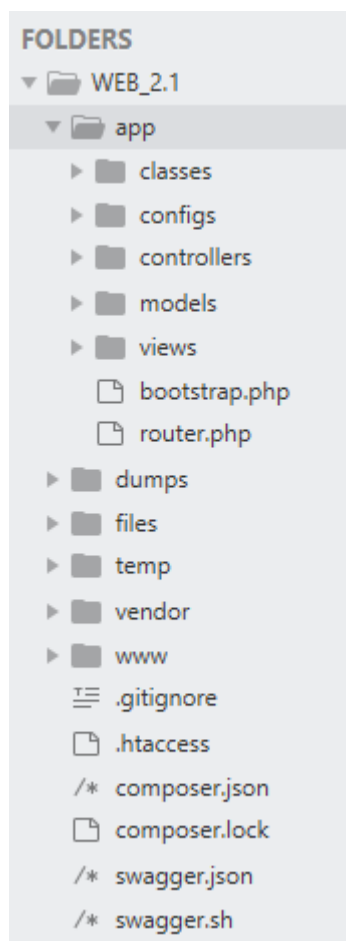 FOLDERS
WEB_2.1
app
classes
configs
controllers
models
views
bootstrap.php
router.php
dumps
files
temp
vendor
www
.gitignore
.htaccess
/* composer.json
composer.lock
/* swagger.json
/* swagger.sh